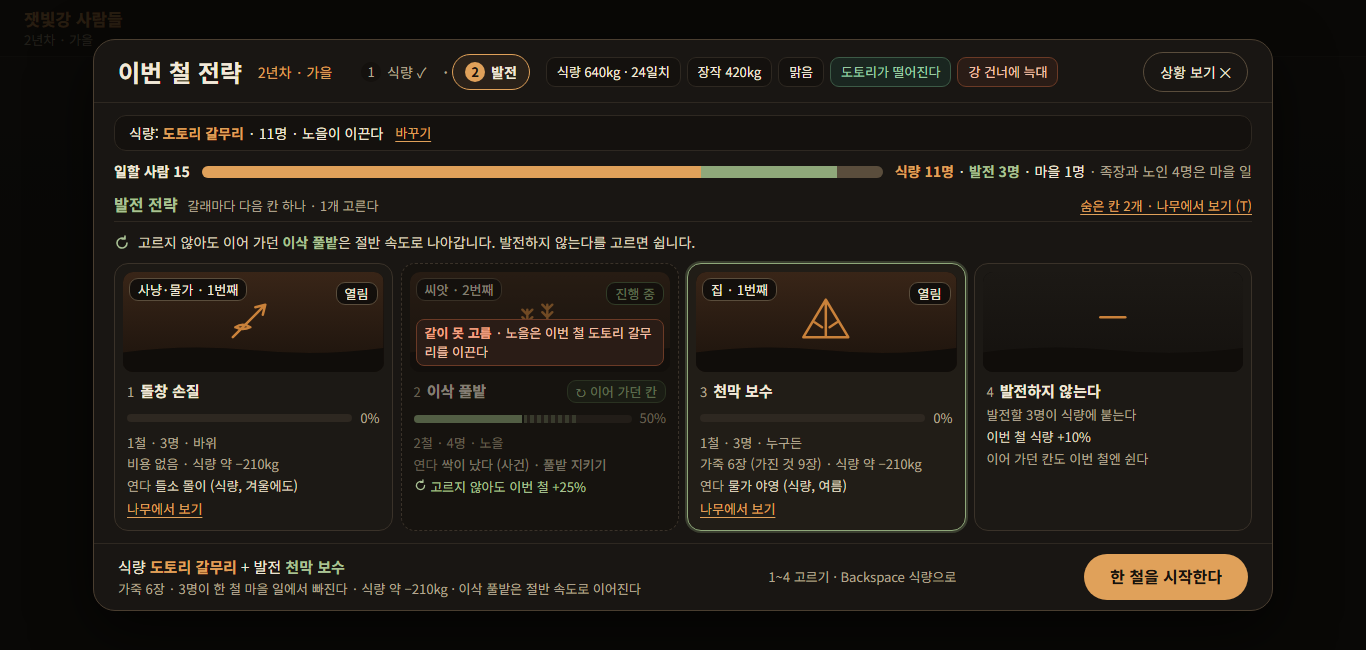 잿빛강 사람들
2년차 · 가을
이번 철 전략 2년차 · 가을 1 식량 ✓ · 2 발전 식량 640kg · 24일치 장작 420kg 맑음 도토리가 떨어진다 강 건너에 늑대 상황 보기 ✕
식량: 도토리 갈무리 · 11명 · 노을이 이끈다 바꾸기
일할 사람 15 식량 11명 · 발전 3명 · 마을 1명 · 족장과 노인 4명은 마을 일
발전 전략 갈래마다 다음 칸 하나 · 1개 고른다 숨은 칸 2개 · 나무에서 보기 (T)
↻ 고르지 않아도 이어 가던 이삭 풀밭은 절반 속도로 나아갑니다. 발전하지 않는다를 고르면 쉽니다.
사냥·물가 · 1번째 열림
1 돌창 손질
0%
1철 · 3명 · 바위
비용 없음 · 식량 약 −210kg
연다 들소 몰이 (식량, 겨울에도)
나무에서 보기
씨앗 · 2번째 진행 중
같이 못 고름 · 노을은 이번 철 도토리 갈무
리를 이끈다
2 이삭 풀밭 ↻ 이어 가던 칸
50%
2철 · 4명 · 노을
연다 싹이 났다 (사건) · 풀밭 지키기
↻ 고르지 않아도 이번 철 +25%
집 · 1번째 열림
3 천막 보수
0%
1철 · 3명 · 누구든
가죽 6장 (가진 것 9장) · 식량 약 −210kg
연다 물가 야영 (식량, 여름)
나무에서 보기
4 발전하지 않는다
발전할 3명이 식량에 붙는다
이번 철 식량 +10%
이어 가던 칸도 이번 철엔 쉰다
식량 도토리 갈무리 + 발전 천막 보수
가죽 6장 · 3명이 한 철 마을 일에서 빠진다 · 식량 약 −210kg · 이삭 풀밭은 절반 속도로 이어진다
1~4 고르기 · Backspace 식량으로
한 철을 시작한다